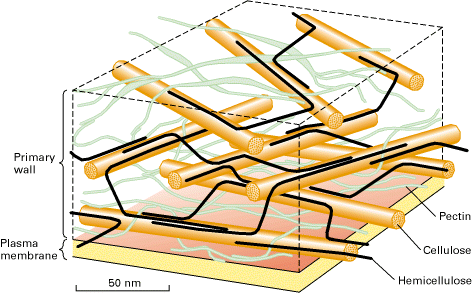 Primary
wall
Plasma
membrane
50 nm
Pectin
Cellulose
Hemicellulose